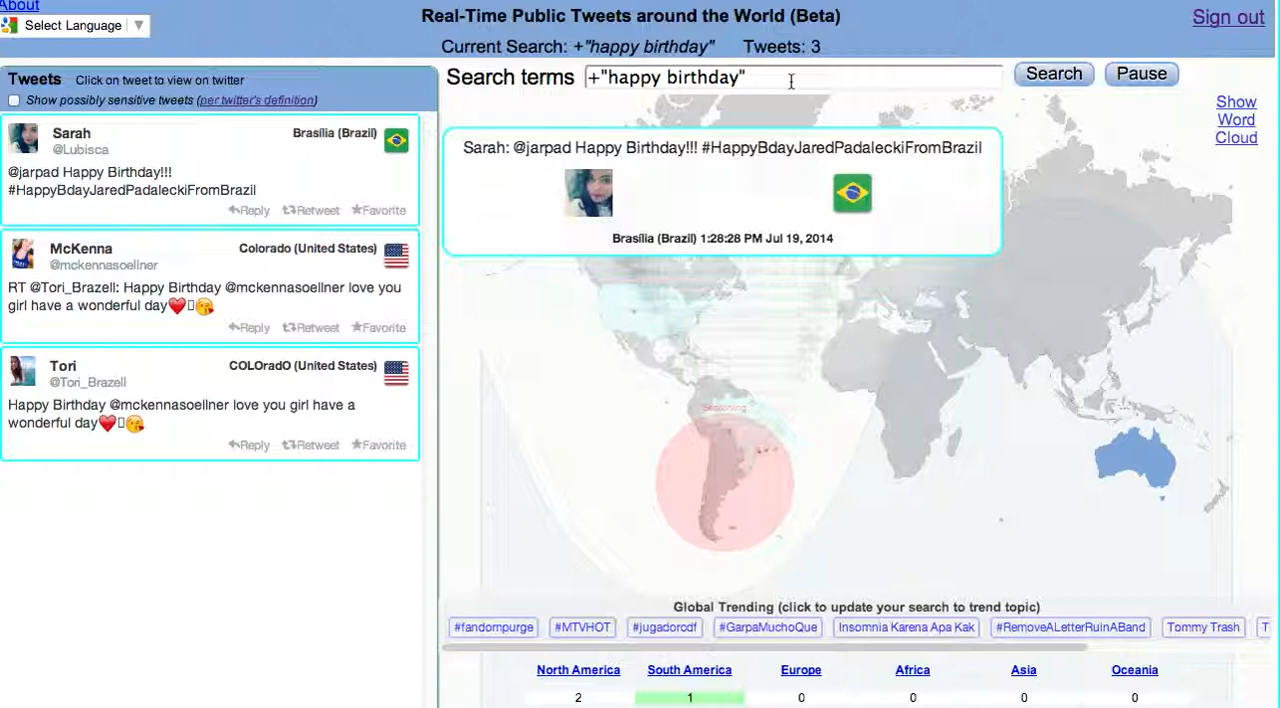 About
Select Language ▼
Real-Time Public Tweets around the World (Beta)
Sign out
Current Search: +"happy birthday" Tweets: 3
Tweets Click on tweet to view on twitter
Show possibly sensitive tweets (per twitter's definition)
Search terms +"happy birthday" Search Pause
Show
Word
Cloud
Sarah Brasília (Brazil)
@Lubisca
@jarpad Happy Birthday!!!
#HappyBdayJaredPadaleckiFromBrazil
Reply Retweet Favorite
McKenna Colorado (United States)
@mckennasoellner
RT @Tori_Brazell: Happy Birthday @mckennasoellner love you
girl have a wonderful day❤️😘
Reply Retweet Favorite
Tori COLOradO (United States)
@Tori_Brazell
Happy Birthday @mckennasoellner love you girl have a
wonderful day❤️😘
Reply Retweet Favorite
Sarah: @jarpad Happy Birthday!!! #HappyBdayJaredPadaleckiFromBrazil
Brasília (Brazil) 1:28:28 PM Jul 19, 2014
Global Trending (click to update your search to trend topic)
#fandompurge #MTVHOT #jugadorcdf #GarpaMuchoQue Insomnia Karena Apa Kak #RemoveALetterRuinABand Tommy Trash T
North America South America Europe Africa Asia Oceania
2 1 0 0 0 0